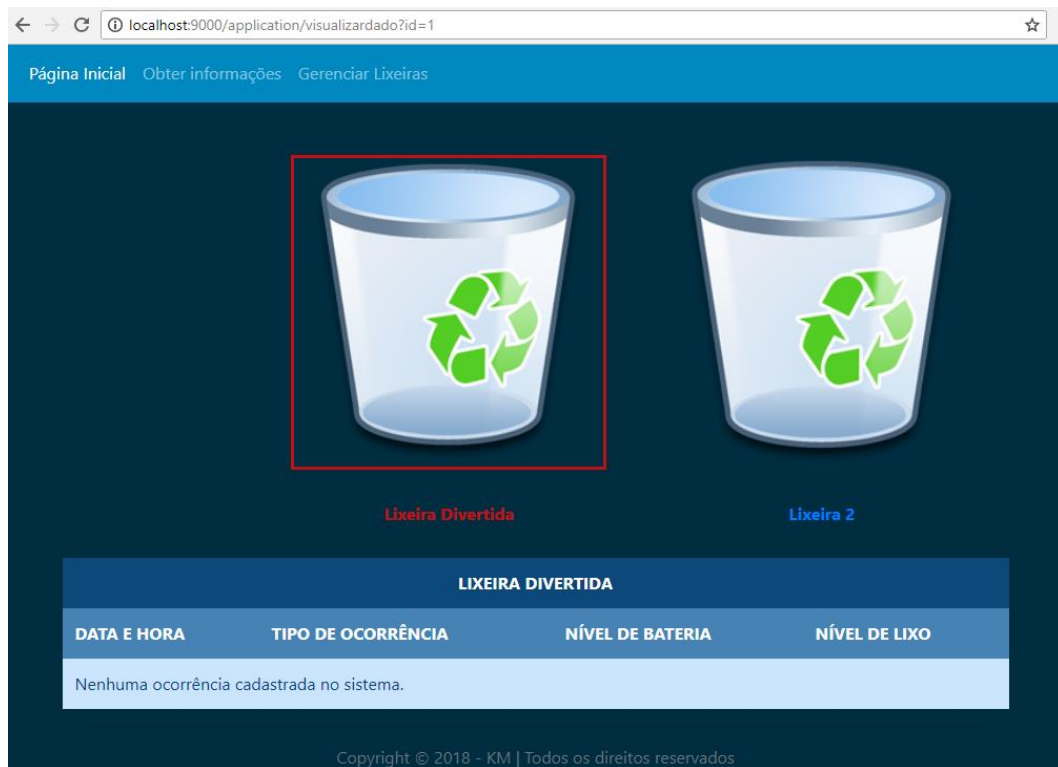 localhost:9000/application/visualizardado?id=1
Página Inicial Obter informações Gerenciar Lixeiras
Lixeira Divertida Lixeira 2
LIXEIRA DIVERTIDA
DATA E HORA TIPO DE OCORRÊNCIA NÍVEL DE BATERIA NÍVEL DE LIXO
Nenhuma ocorrência cadastrada no sistema.
Copyright © 2018 - KM | Todos os direitos reservados